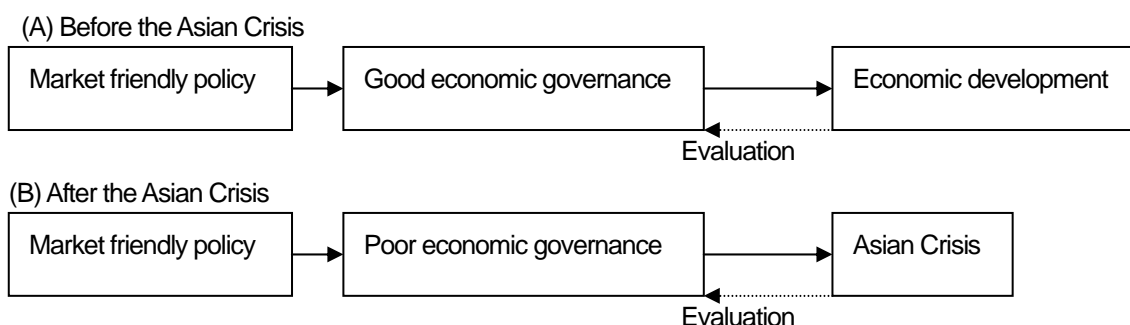 (A) Before the Asian Crisis
Market friendly policy
Good economic governance
Economic development
Evaluation
(B) After the Asian Crisis
Market friendly policy
Poor economic governance
Asian Crisis
Evaluation